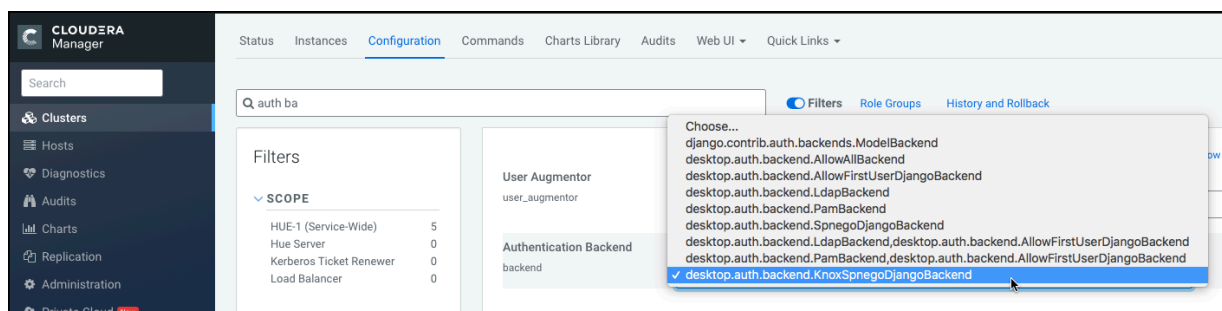 CLOUDERA
Manager
Search
Clusters
Hosts
Diagnostics
Audits
Charts
Replication
Administration
Private Cloud New
Status Instances Configuration Commands Charts Library Audits Web UI Quick Links
auth ba
Filters Role Groups History and Rollback
Filters
SCOPE
HUE-1 (Service-Wide) 5
Hue Server 0
Kerberos Ticket Renewer 0
Load Balancer 0
User Augmentor
user_augmentor
Authentication Backend
backend
Choose...
django.contrib.auth.backends.ModelBackend
desktop.auth.backend.AllowAllBackend
desktop.auth.backend.AllowFirstUserDjangoBackend
desktop.auth.backend.LdapBackend
desktop.auth.backend.PamBackend
desktop.auth.backend.SpnegoDjangoBackend
desktop.auth.backend.LdapBackend,desktop.auth.backend.AllowFirstUserDjangoBackend
desktop.auth.backend.PamBackend,desktop.auth.backend.AllowFirstUserDjangoBackend
✓ desktop.auth.backend.KnoxSpnegoDjangoBackend